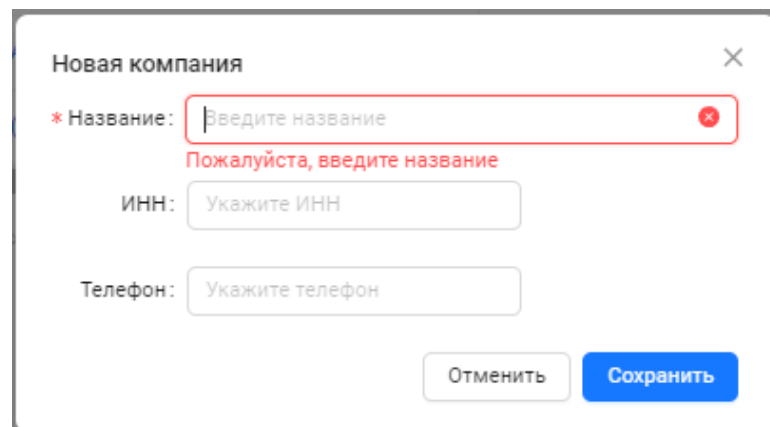 Новая компания
* Название: Введите название
Пожалуйста, введите название
ИНН: Укажите ИНН
Телефон: Укажите телефон
Отменить Сохранить